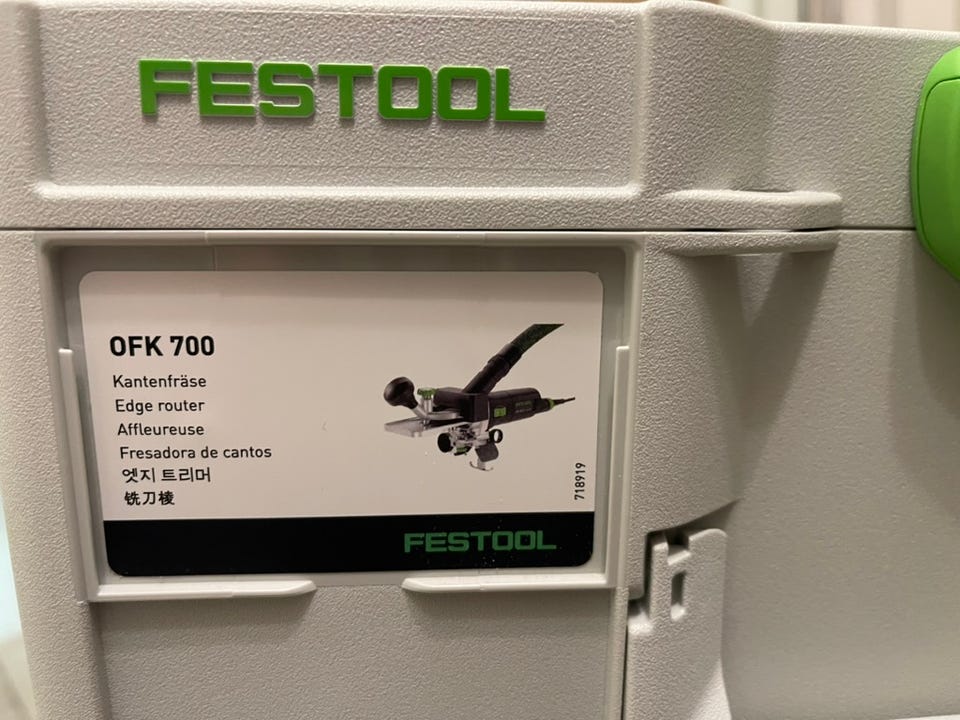 FESTOOL
OFK 700
Kantenfräse
Edge router
Affleureuse
Fresadora de cantos
엣지 트리머
铣刀棱
718919
FESTOOL